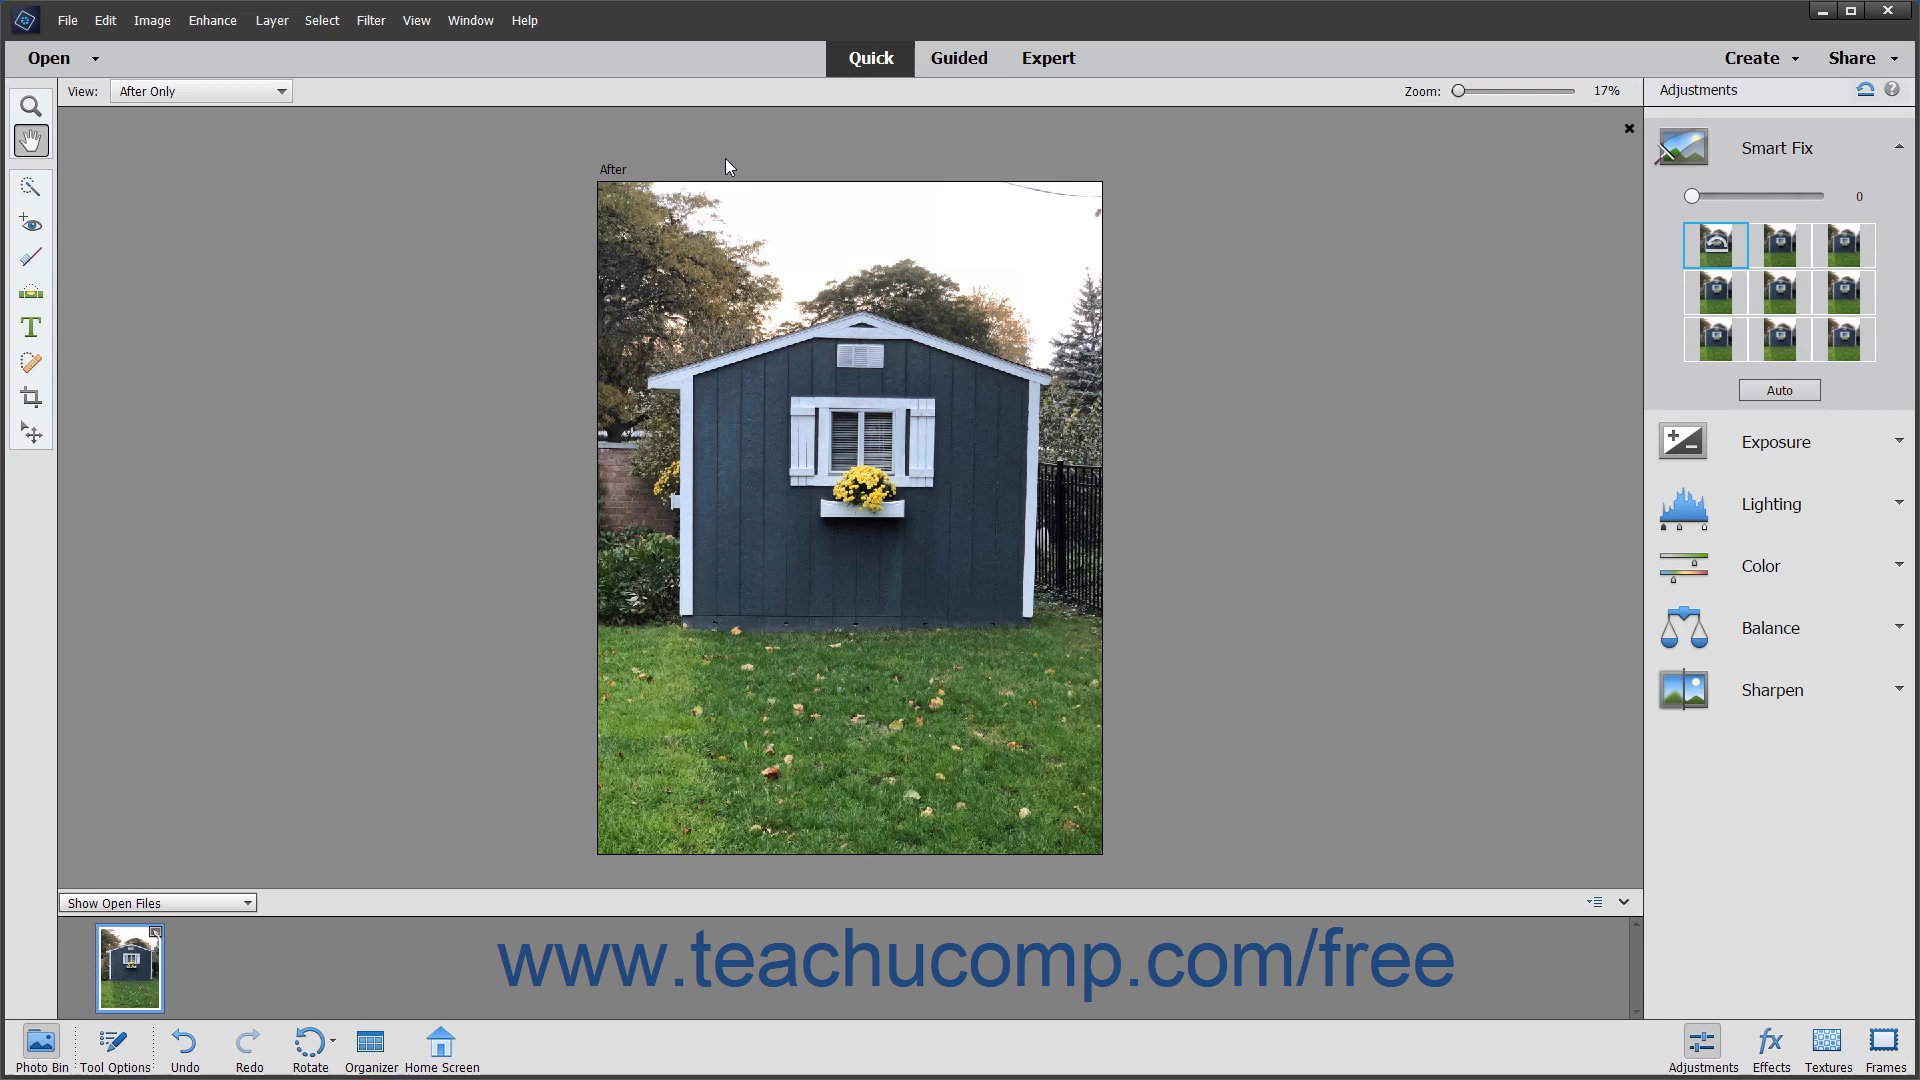 File Edit Image Enhance Layer Select Filter View Window Help
Open Quick Guided Expert Create Share
View: After Only Zoom: 17% Adjustments
After
Smart Fix
0
Auto
Exposure
Lighting
Color
Balance
Sharpen
Show Open Files
www.teachucomp.com/free
Photo Bin Tool Options Undo Redo Rotate Organizer Home Screen Adjustments Effects Textures Frames